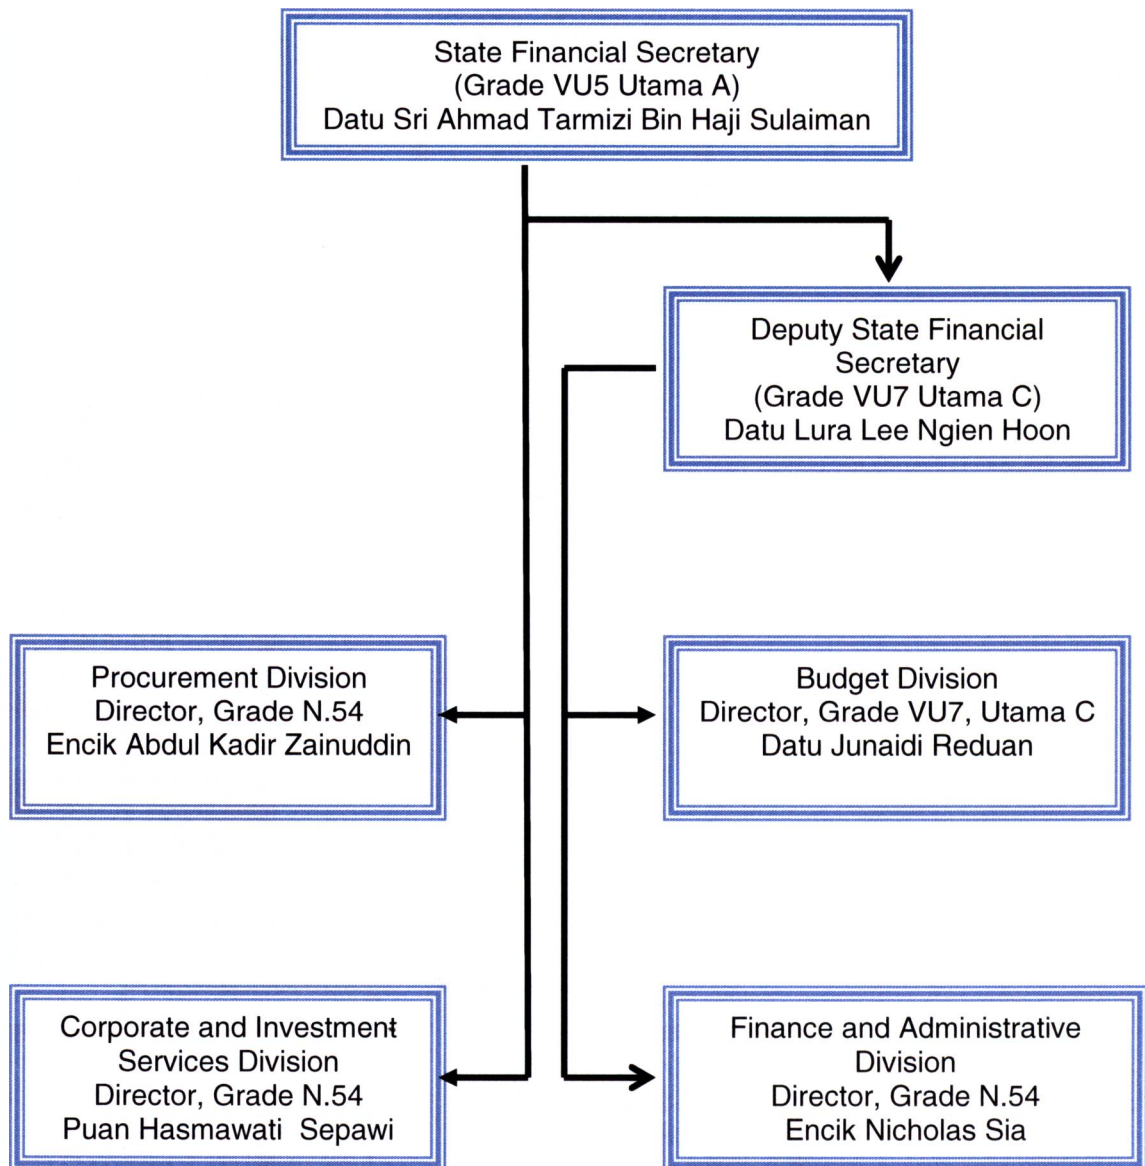 State Financial Secretary
(Grade VU5 Utama A)
Datu Sri Ahmad Tarmizi Bin Haji Sulaiman
Deputy State Financial
Secretary
(Grade VU7 Utama C)
Datu Lura Lee Ngien Hoon
Procurement Division
Director, Grade N.54
Encik Abdul Kadir Zainuddin
Budget Division
Director, Grade VU7, Utama C
Datu Junaidi Reduan
Corporate and Investment
Services Division
Director, Grade N.54
Puan Hasmawati Sepawi
Finance and Administrative
Division
Director, Grade N.54
Encik Nicholas Sia